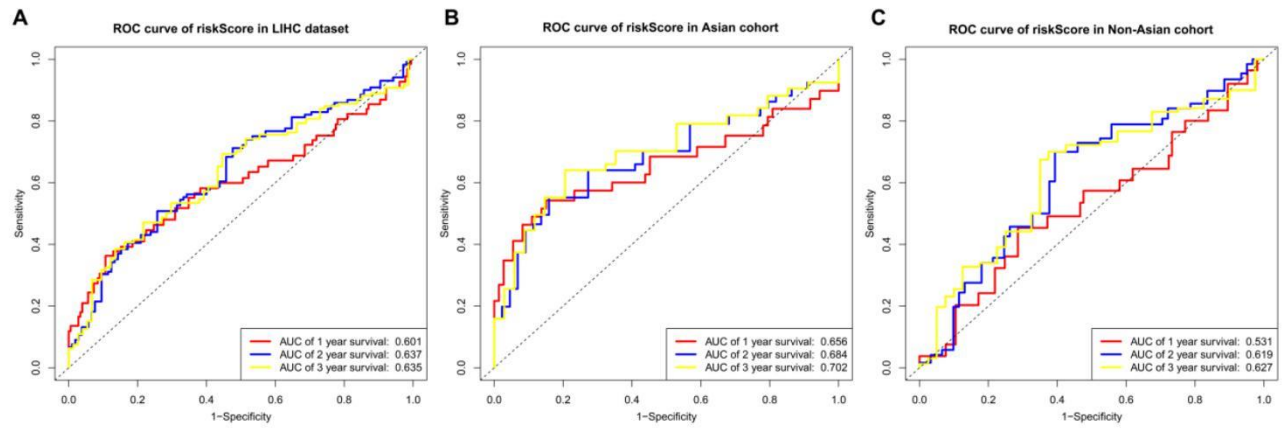 A
ROC curve of riskScore in LIHC dataset
Sensitivity
1.0
0.8
0.6
0.4
0.2
0.0
0.0 0.2 0.4 0.6 0.8 1.0
1−Specificity
AUC of 1 year survival: 0.601
AUC of 2 year survival: 0.637
AUC of 3 year survival: 0.635
B
ROC curve of riskScore in Asian cohort
Sensitivity
1.0
0.8
0.6
0.4
0.2
0.0
0.0 0.2 0.4 0.6 0.8 1.0
1−Specificity
AUC of 1 year survival: 0.656
AUC of 2 year survival: 0.684
AUC of 3 year survival: 0.702
C
ROC curve of riskScore in Non-Asian cohort
Sensitivity
1.0
0.8
0.6
0.4
0.2
0.0
0.0 0.2 0.4 0.6 0.8 1.0
1−Specificity
AUC of 1 year survival: 0.531
AUC of 2 year survival: 0.619
AUC of 3 year survival: 0.627